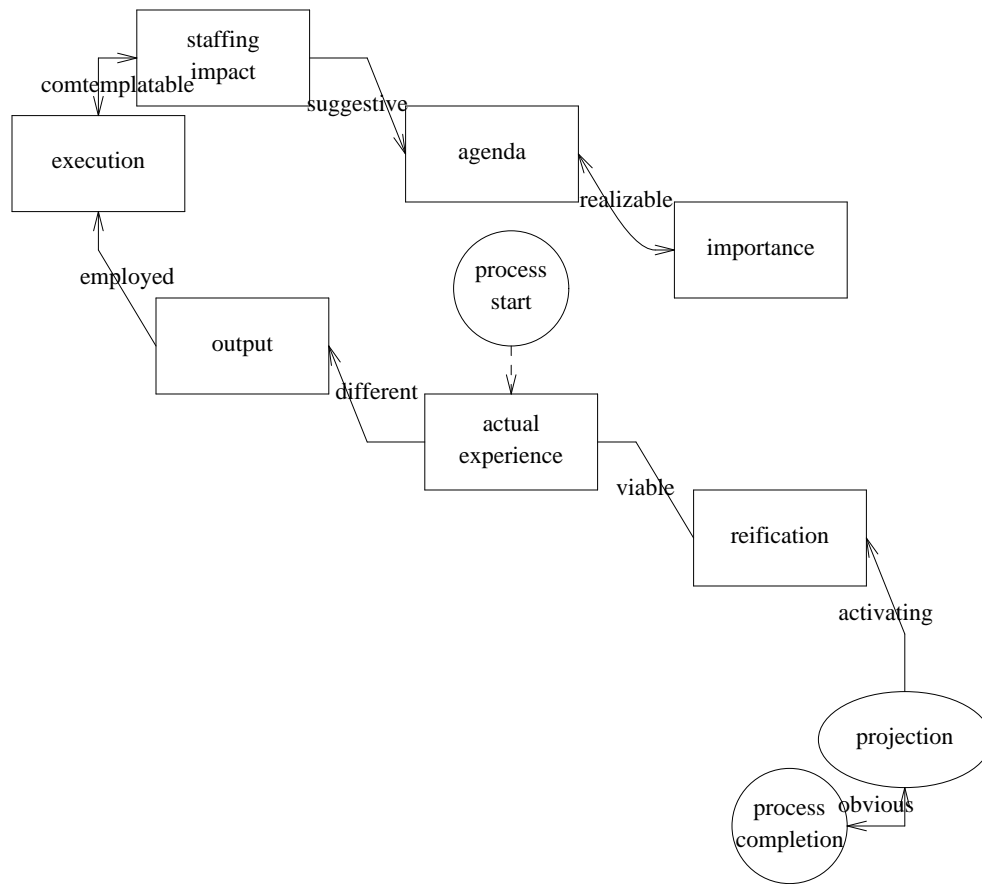 staffing
impact
comtemplatable
suggestive
agenda
execution
realizable
importance
process
start
employed
output
different
actual
experience
viable
reification
activating
projection
obvious
process
completion